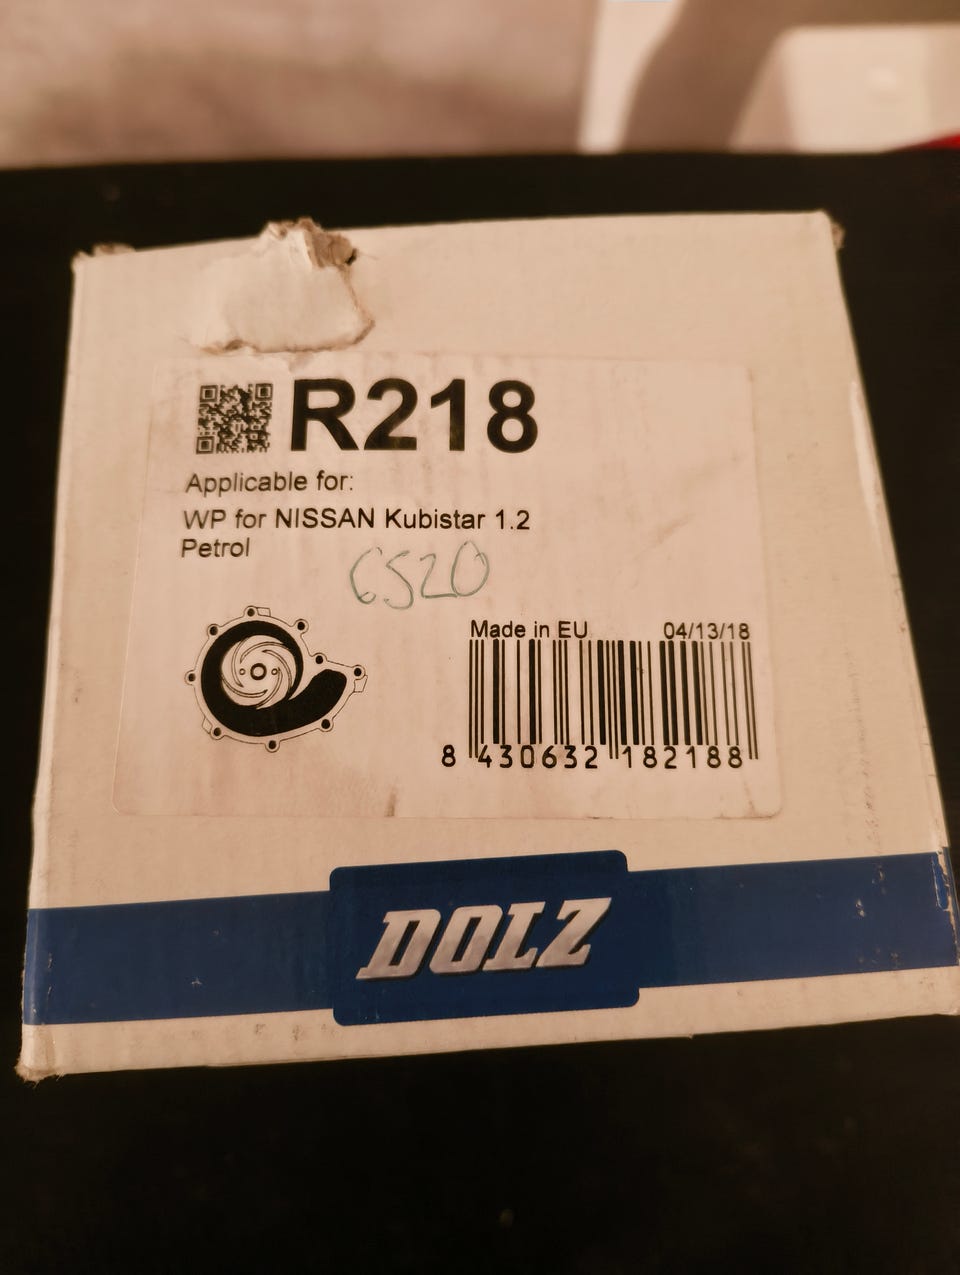 R218
Applicable for:
WP for NISSAN Kubistar 1.2
Petrol
6520
Made in EU 04/13/18
8 430632 182188
DOLZ